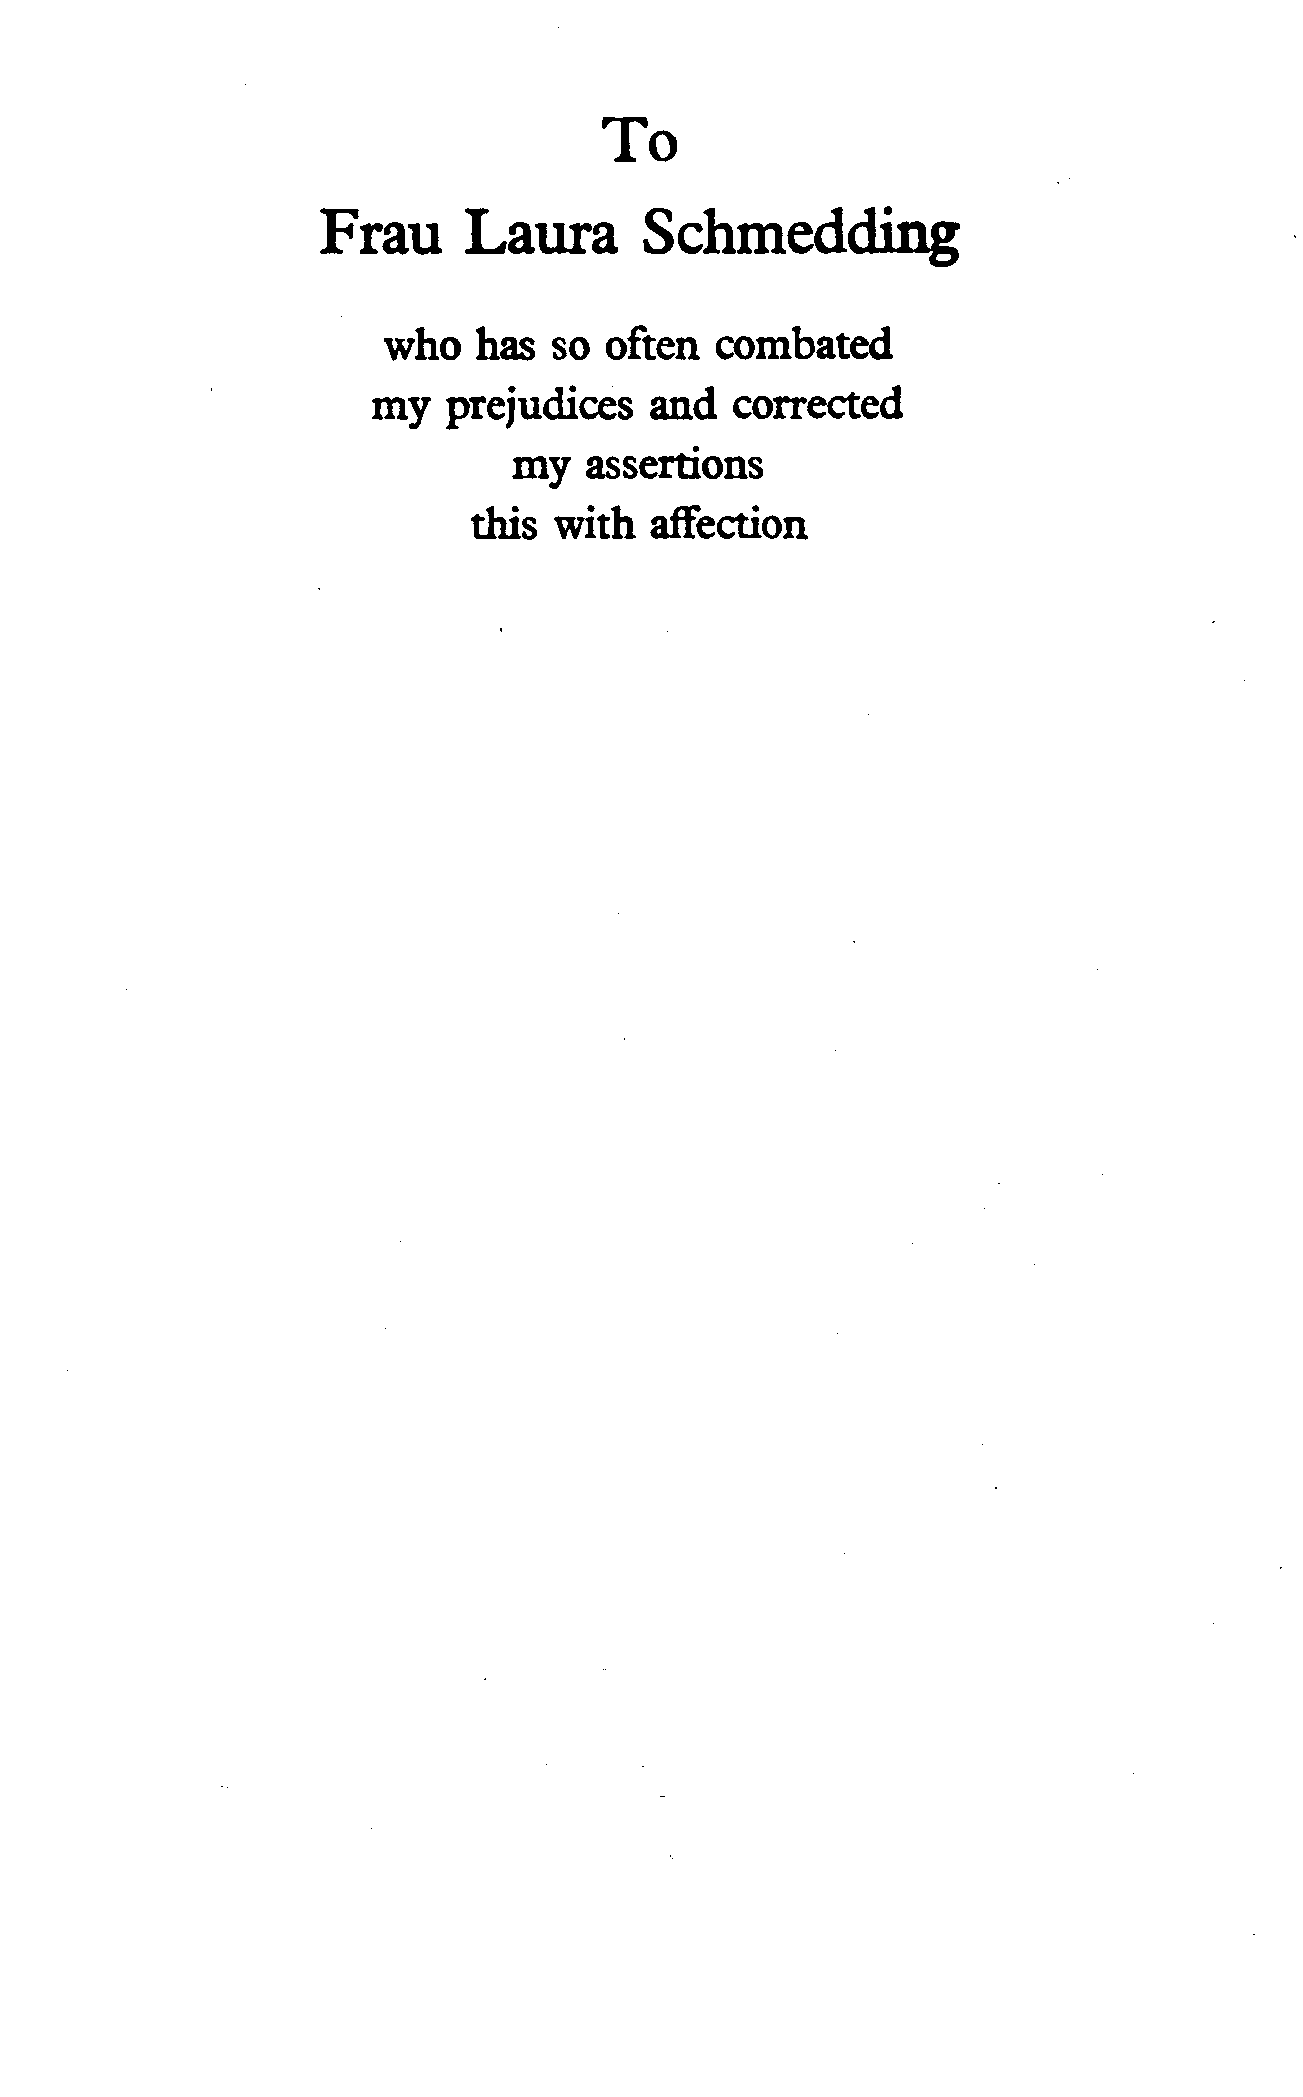 To
Frau Laura Schmedding
who has so often combated
my prejudices and corrected
my assertions
this with affection